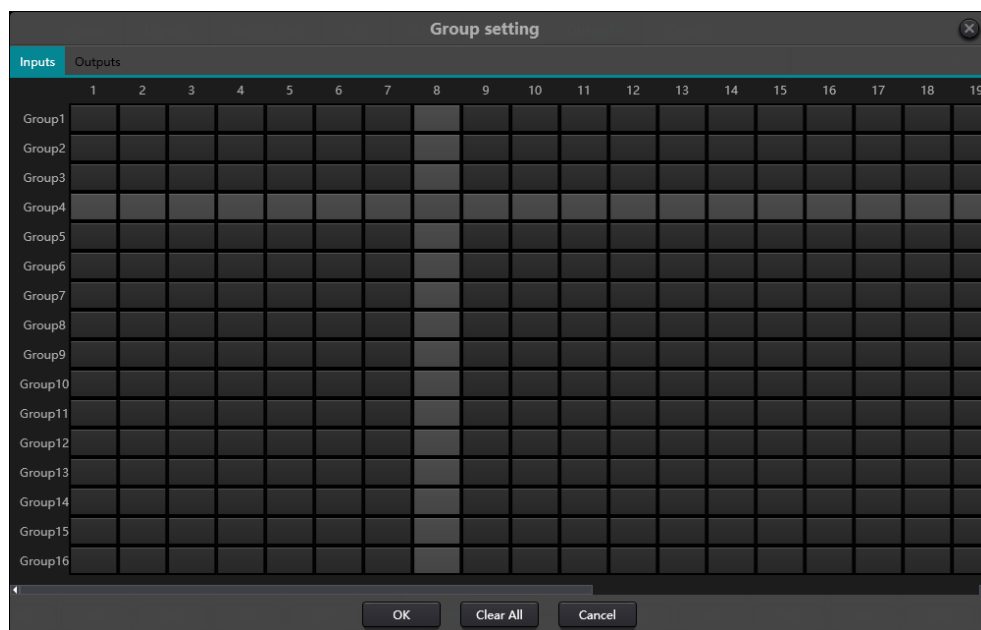 Group setting
Inputs Outputs
1 2 3 4 5 6 7 8 9 10 11 12 13 14 15 16 17 18 19
Group1
Group2
Group3
Group4
Group5
Group6
Group7
Group8
Group9
Group10
Group11
Group12
Group13
Group14
Group15
Group16
OK Clear All Cancel